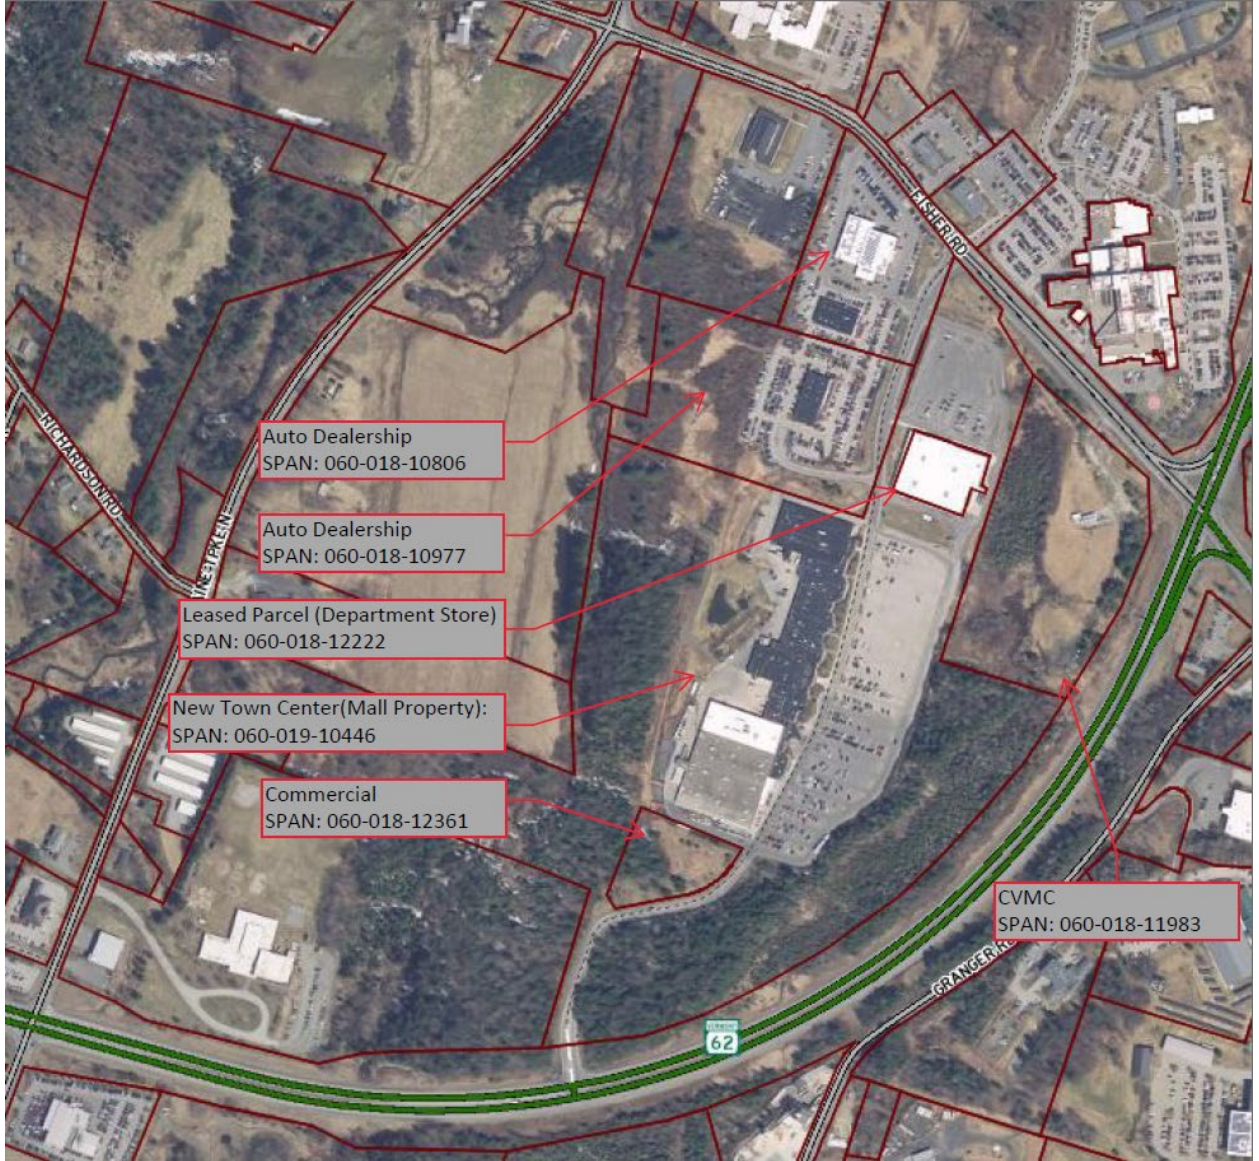 FISHER RD
RICHARDSON RD
Auto Dealership
SPAN: 060-018-10806
Auto Dealership
SPAN: 060-018-10977
Leased Parcel (Department Store)
SPAN: 060-018-12222
New Town Center(Mall Property):
SPAN: 060-019-10446
Commercial
SPAN: 060-018-12361
CVMC
SPAN: 060-018-11983
GRANGER
VERMONT
62